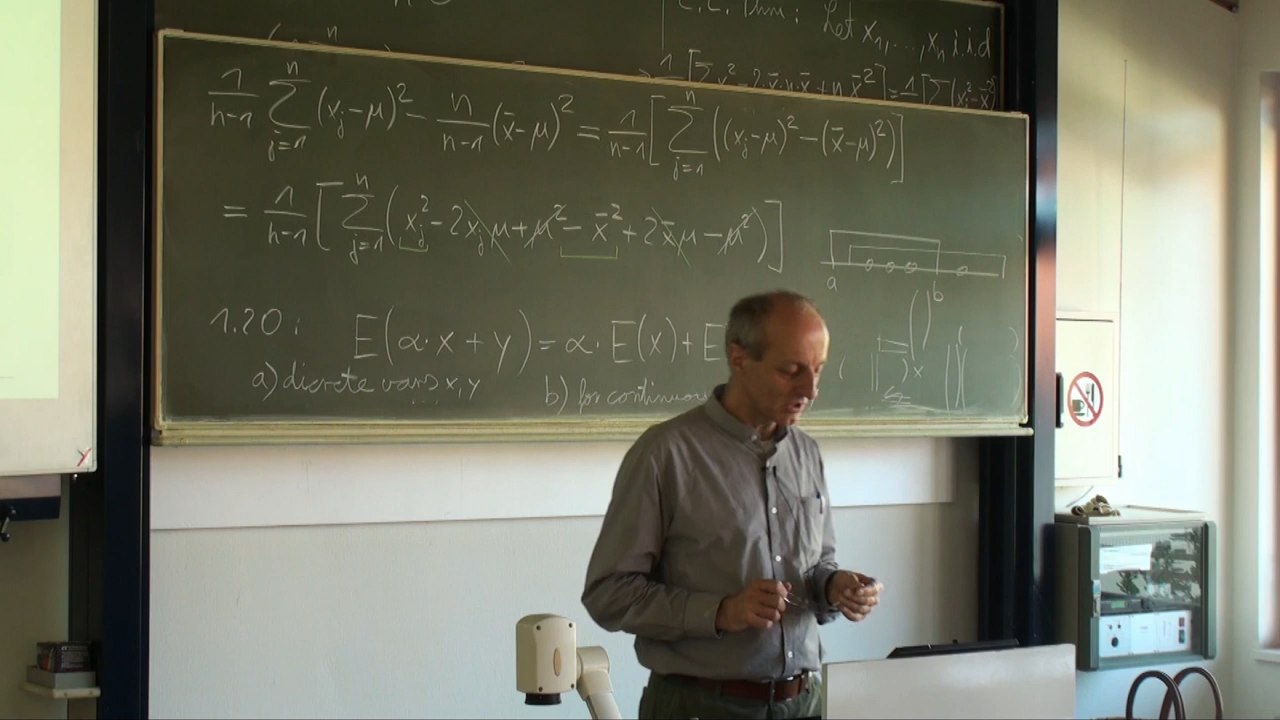 C.L. Thm: Let x₁,...,xₙ i.i.d
1/(n-1) Σ_{j=1}^{n} (x_j-μ)² - n/(n-1) (x̄-μ)² = 1/(n-1) [Σ_{j=1}^{n} ((x_j-μ)² - (x̄-μ)²)]
= 1/(n-1) [Σ_{j=1}^{n} (x_j² - 2x_jμ + μ² - x̄² + 2x̄μ - μ²)]
a b
1.20: E(α·x + y) = α·E(x) + E
a) discrete vars x, y b) for continuous
x